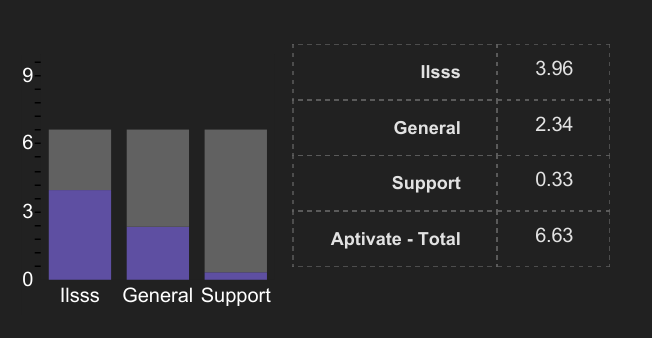 9
6
3
0
Ilsss General Support
Ilsss 3.96
General 2.34
Support 0.33
Aptivate - Total 6.63